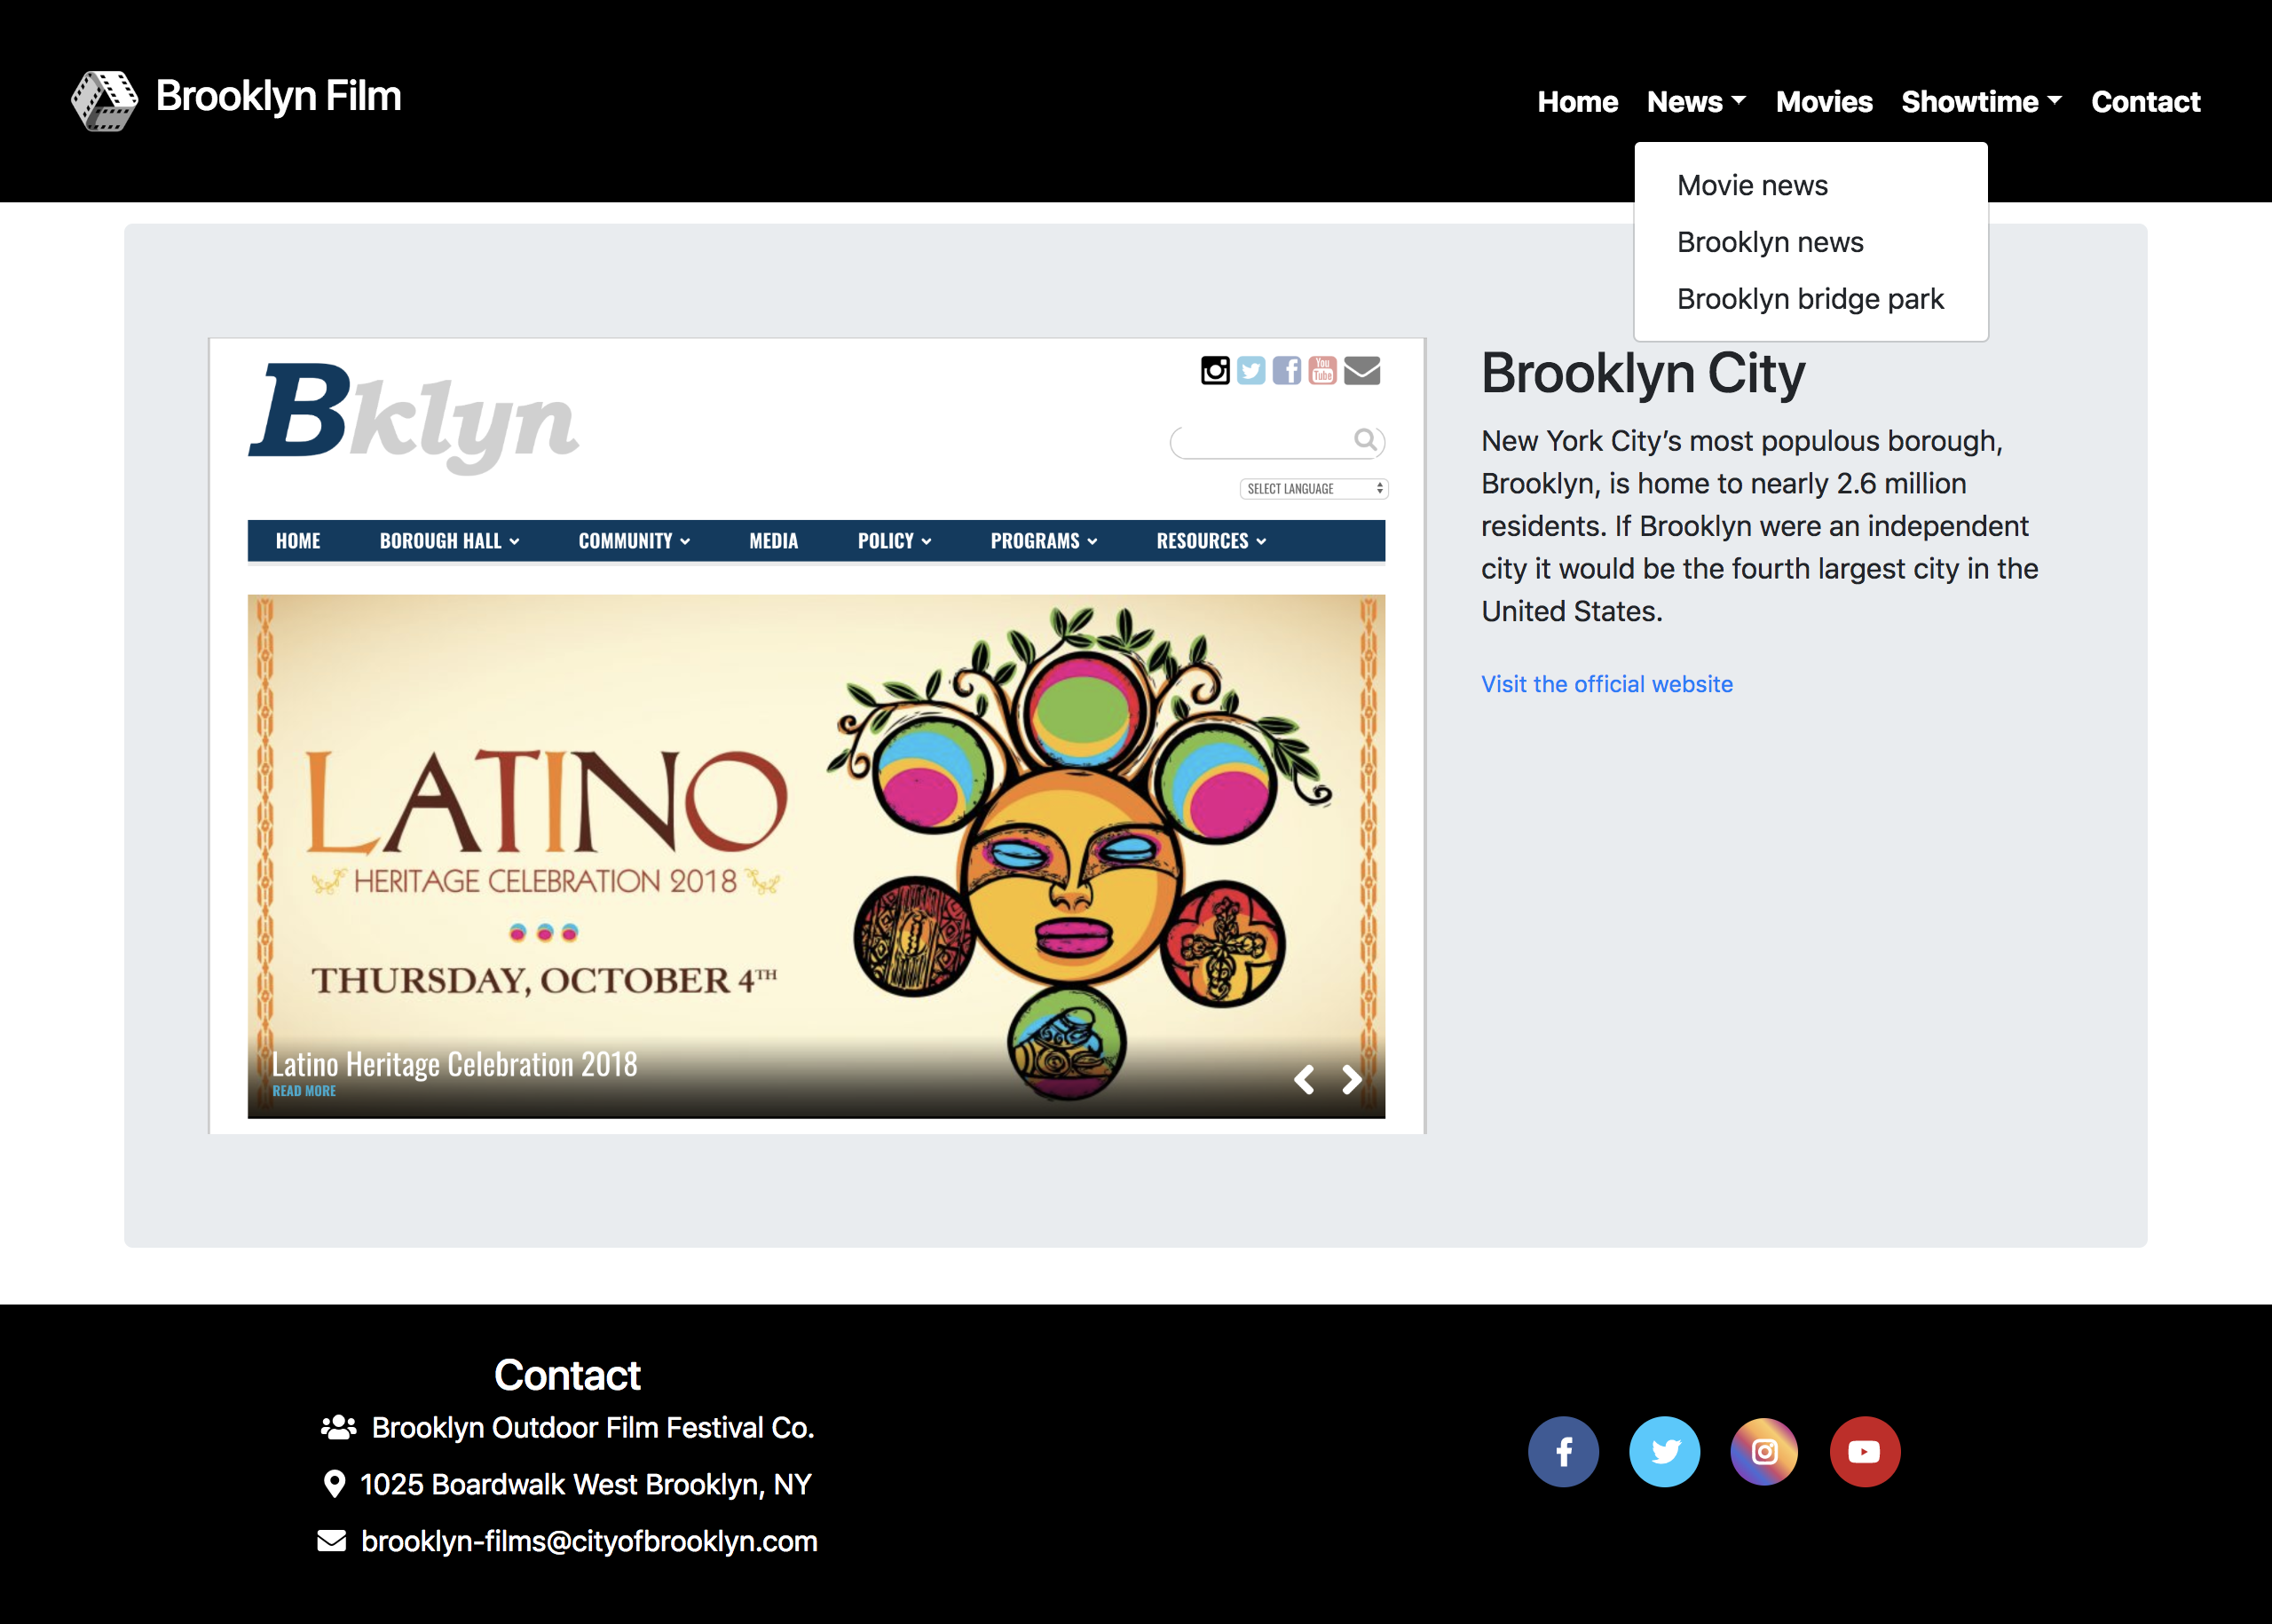 Brooklyn Film
Home News Movies Showtime Contact
Movie news
Brooklyn news
Brooklyn bridge park
Bklyn
You
Tube
SELECT LANGUAGE
HOME BOROUGH HALL COMMUNITY MEDIA POLICY PROGRAMS RESOURCES
LATINO
HERITAGE CELEBRATION 2018
THURSDAY, OCTOBER 4TH
Latino Heritage Celebration 2018
READ MORE
Brooklyn City
New York City’s most populous borough,
Brooklyn, is home to nearly 2.6 million
residents. If Brooklyn were an independent
city it would be the fourth largest city in the
United States.
Visit the official website
Contact
Brooklyn Outdoor Film Festival Co.
1025 Boardwalk West Brooklyn, NY
brooklyn-films@cityofbrooklyn.com